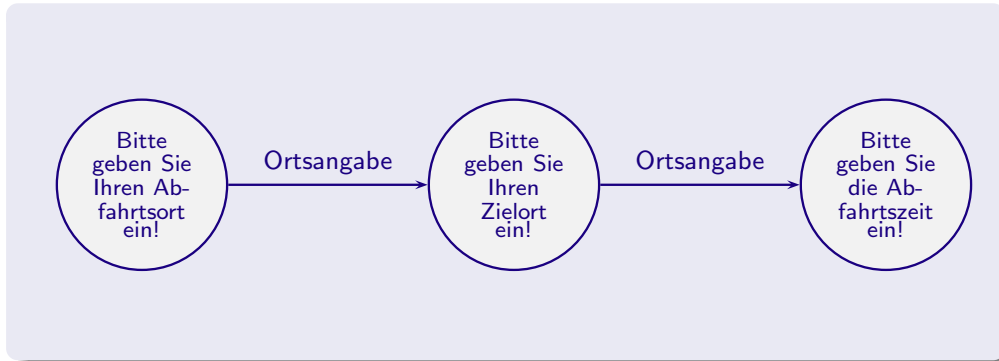 Bitte
geben Sie
Ihren Ab-
fahrtsort
ein!
Ortsangabe
Bitte
geben Sie
Ihren
Zielort
ein!
Ortsangabe
Bitte
geben Sie
die Ab-
fahrtszeit
ein!